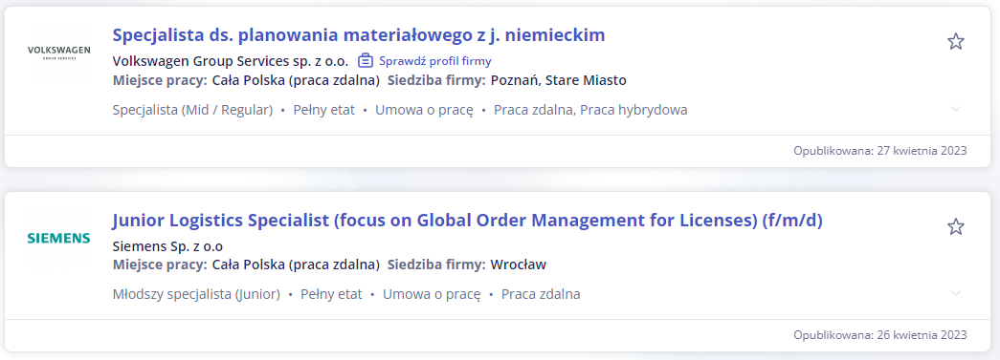 VOLKSWAGEN
GROUP SERVICES
Specjalista ds. planowania materiałowego z j. niemieckim
Volkswagen Group Services sp. z o.o. Sprawdź profil firmy
Miejsce pracy: Cała Polska (praca zdalna) Siedziba firmy: Poznań, Stare Miasto
Specjalista (Mid / Regular) • Pełny etat • Umowa o pracę • Praca zdalna, Praca hybrydowa
Opublikowana: 27 kwietnia 2023
SIEMENS
Junior Logistics Specialist (focus on Global Order Management for Licenses) (f/m/d)
Siemens Sp. z o.o
Miejsce pracy: Cała Polska (praca zdalna) Siedziba firmy: Wrocław
Młodszy specjalista (Junior) • Pełny etat • Umowa o pracę • Praca zdalna
Opublikowana: 26 kwietnia 2023